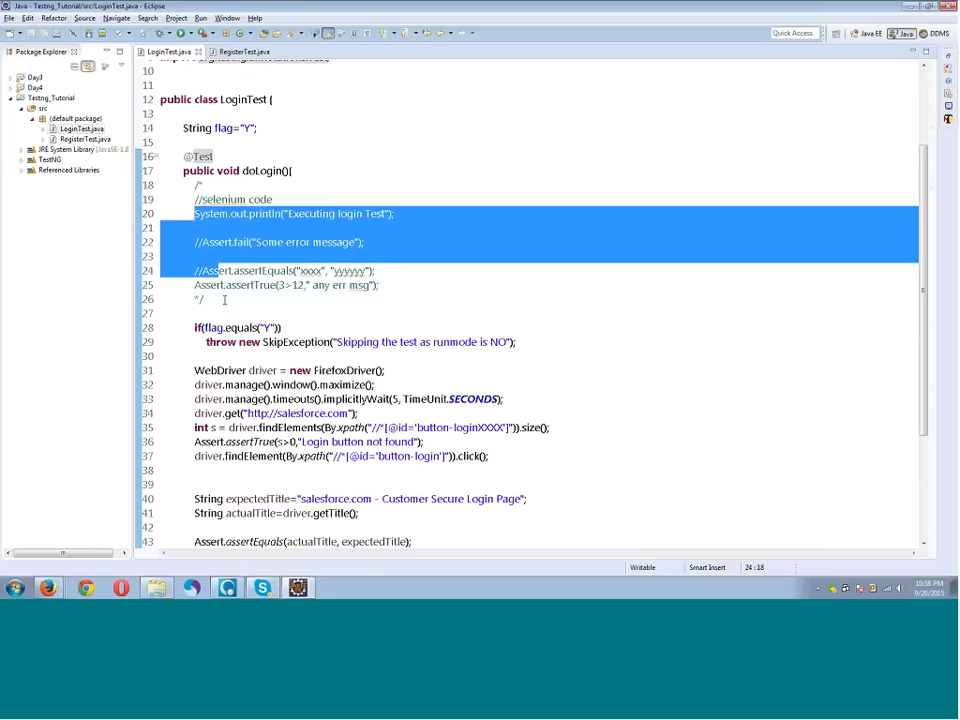 Java - Testng_Tutorial/src/LoginTest.java - Eclipse
File Edit Refactor Source Navigate Search Project Run Window Help
Quick Access Java EE Java DDMS
Package Explorer
LoginTest.java RegisterTest.java
Day3
Day4
Testng_Tutorial
src
(default package)
LoginTest.java
RegisterTest.java
JRE System Library [JavaSE-1.8
TestNG
Referenced Libraries
10
11
12 public class LoginTest {
13
14 String flag="Y";
15
16 @Test
17 public void doLogin(){
18 /*
19 //selenium code
20 System.out.println("Executing login Test");
21
22 //Assert.fail("Some error message");
23
24 //Assert.assertEquals("xxxx", "yyyyyy");
25 Assert.assertTrue(3>12," any err msg");
26 */
27
28 if(flag.equals("Y"))
29 throw new SkipException("Skipping the test as runmode is NO");
30
31 WebDriver driver = new FirefoxDriver();
32 driver.manage().window().maximize();
33 driver.manage().timeouts().implicitlyWait(5, TimeUnit.SECONDS);
34 driver.get("http://salesforce.com");
35 int s = driver.findElements(By.xpath("//*[@id='button-loginXXXX']")).size();
36 Assert.assertTrue(s>0,"Login button not found");
37 driver.findElement(By.xpath("//*[@id='button-login']")).click();
38
39
40 String expectedTitle="salesforce.com - Customer Secure Login Page";
41 String actualTitle=driver.getTitle();
42
43 Assert.assertEquals(actualTitle, expectedTitle);
Writable Smart Insert 24 : 18
10:58 PM
9/20/2015